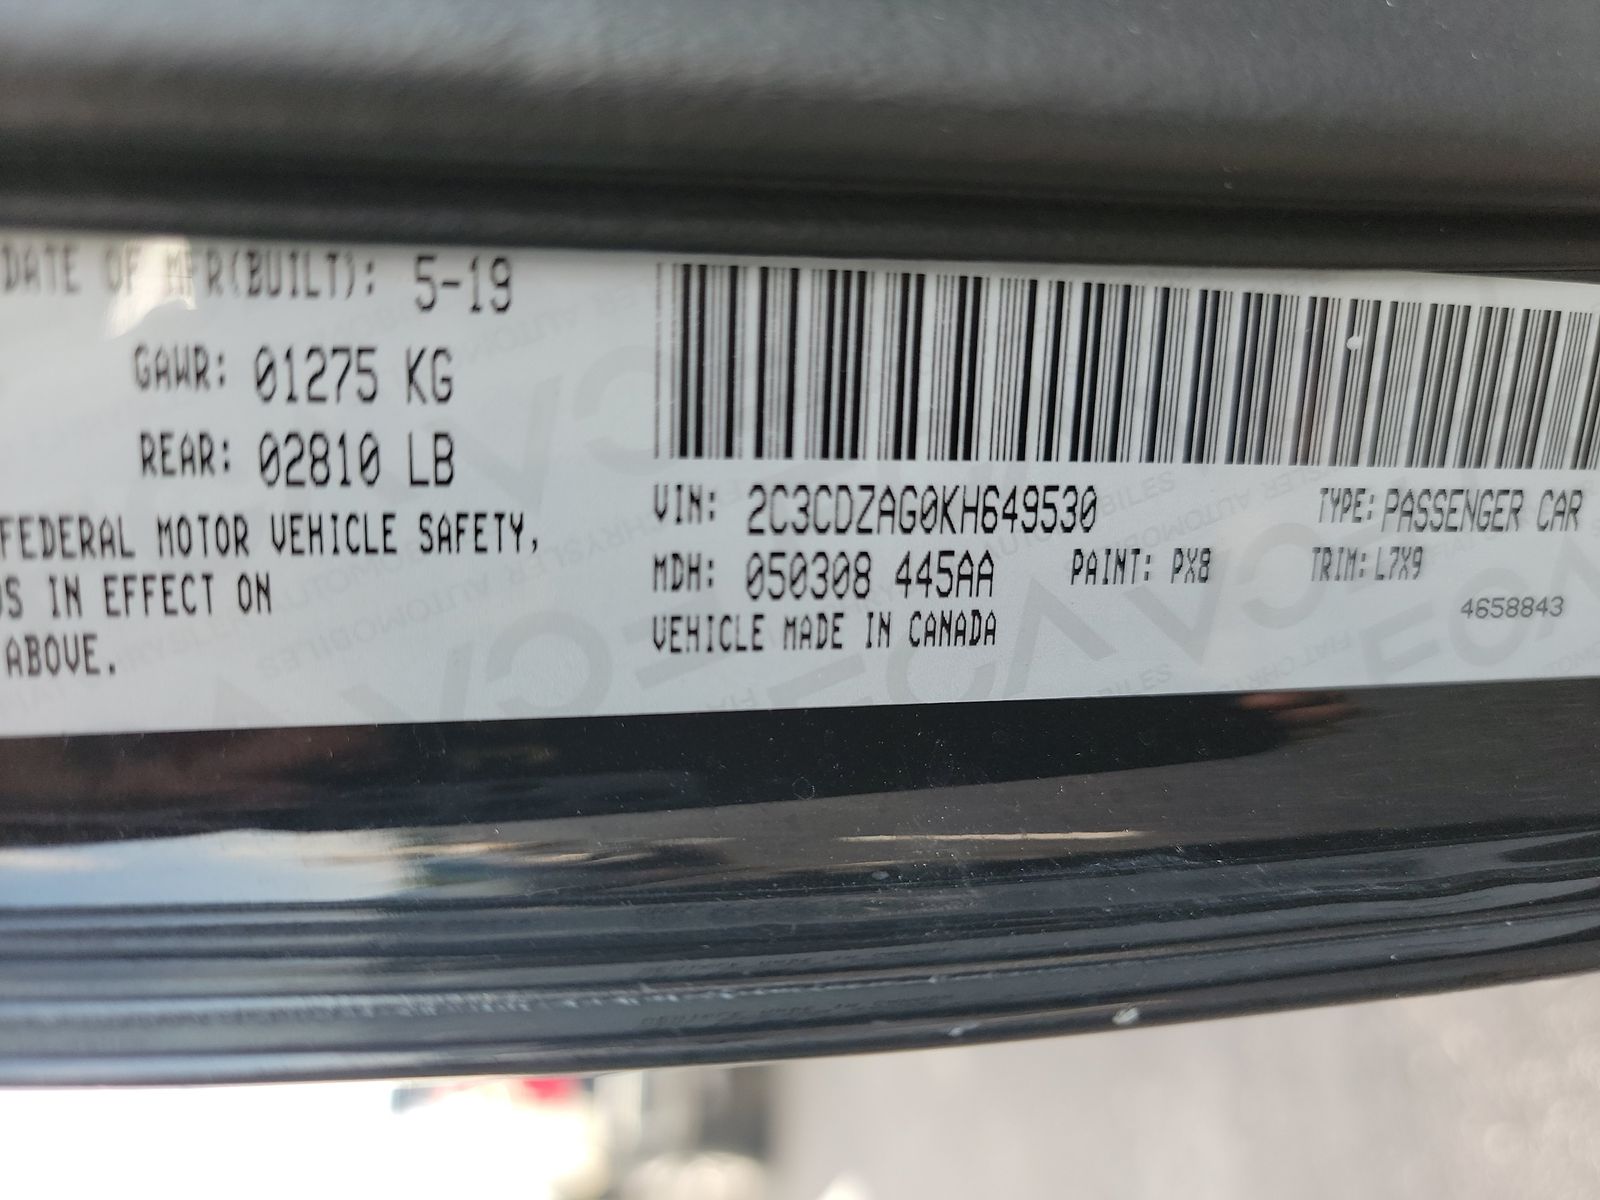 DATE OF MFR(BUILT): 5-19
GAWR: 01275 KG
REAR: 02810 LB
FEDERAL MOTOR VEHICLE SAFETY,
US IN EFFECT ON
ABOVE.
VIN: 2C3CDZAG0KH649530
TYPE: PASSENGER CAR
MDH: 050308 445AA
PAINT: PX8
TRIM: L7X9
VEHICLE MADE IN CANADA
4658843